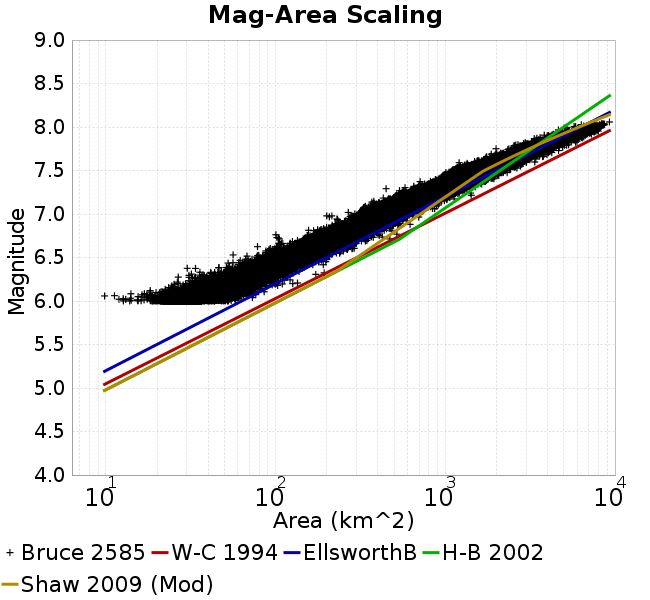 Mag-Area Scaling
9.0
8.5
8.0
7.5
7.0
6.5
6.0
5.5
5.0
4.5
4.0
Magnitude
10^1 10^2 10^3 10^4
Area (km^2)
Bruce 2585 W-C 1994 EllsworthB H-B 2002
Shaw 2009 (Mod)